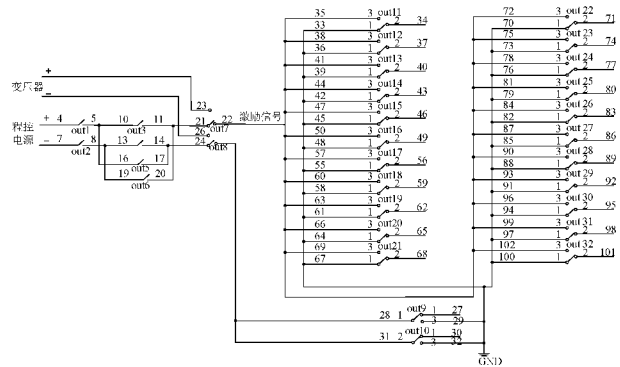 35 3 out11
33 1 2 34
38 3 out12
36 1 2 37
41 3 out13
39 1 2 40
44 3 out14
42 1 2 43
47 3 out15
45 1 2 46
50 3 out16
48 1 2 49
57 3 out17
55 1 2 56
60 3 out18
58 1 2 59
63 3 out19
61 1 2 62
66 3 out20
64 1 2 65
69 3 out21
67 1 2 68
72 3 out22
70 1 2 71
75 3 out23
73 1 2 74
78 3 out24
76 1 2 77
81 3 out25
79 1 2 80
84 3 out26
82 1 2 83
87 3 out27
85 1 2 86
90 3 out28
88 1 2 89
93 3 out29
91 1 2 92
96 3 out30
94 1 2 95
99 3 out31
97 1 2 98
102 3 out32
100 1 2 101
+
变压器
−
23
21 22 激励信号
out7
26
24 out8
程控
电源
+ 4 5
out1
− 7 8
out2
10 11
out3
13 14
16 17
out5
19 20
out6
out9
28 1 1 27
3 29
out10
31 2 1 30
3 32
GND